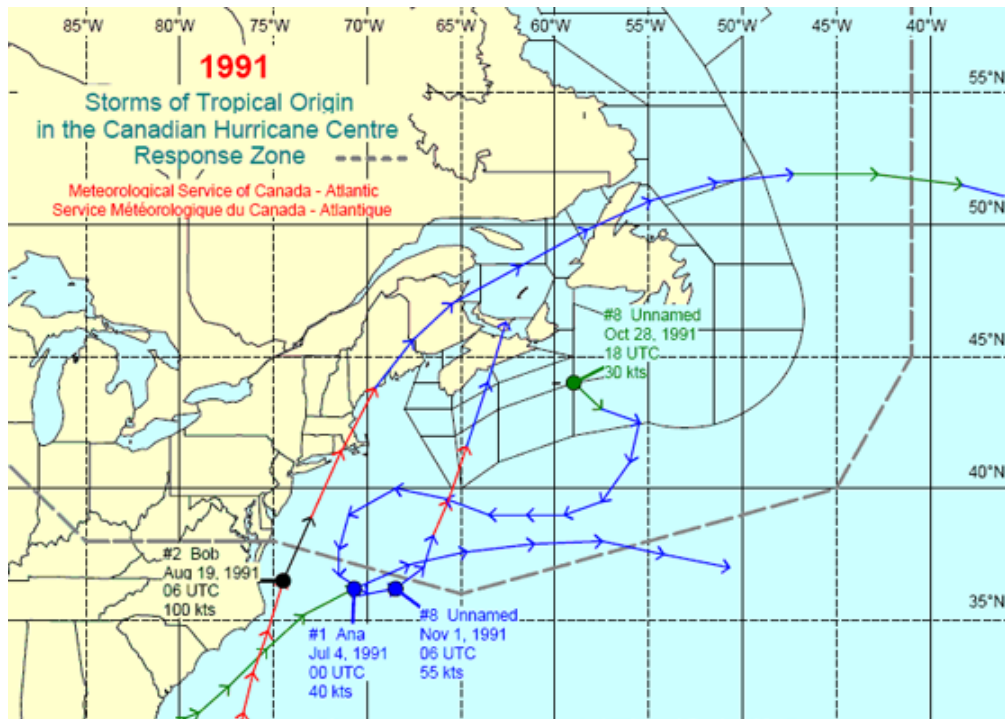 85°W 80°W 75°W 70°W 65°W 60°W 55°W 50°W 45°W 40°W
1991
Storms of Tropical Origin
in the Canadian Hurricane Centre
Response Zone
Meteorological Service of Canada - Atlantic
Service Météorologique du Canada - Atlantique
55°N
50°N
#8 Unnamed
Oct 28, 1991
18 UTC
30 kts
45°N
40°N
#2 Bob
Aug 19, 1991
06 UTC
100 kts
35°N
#1 Ana
Jul 4, 1991
00 UTC
40 kts
#8 Unnamed
Nov 1, 1991
06 UTC
55 kts